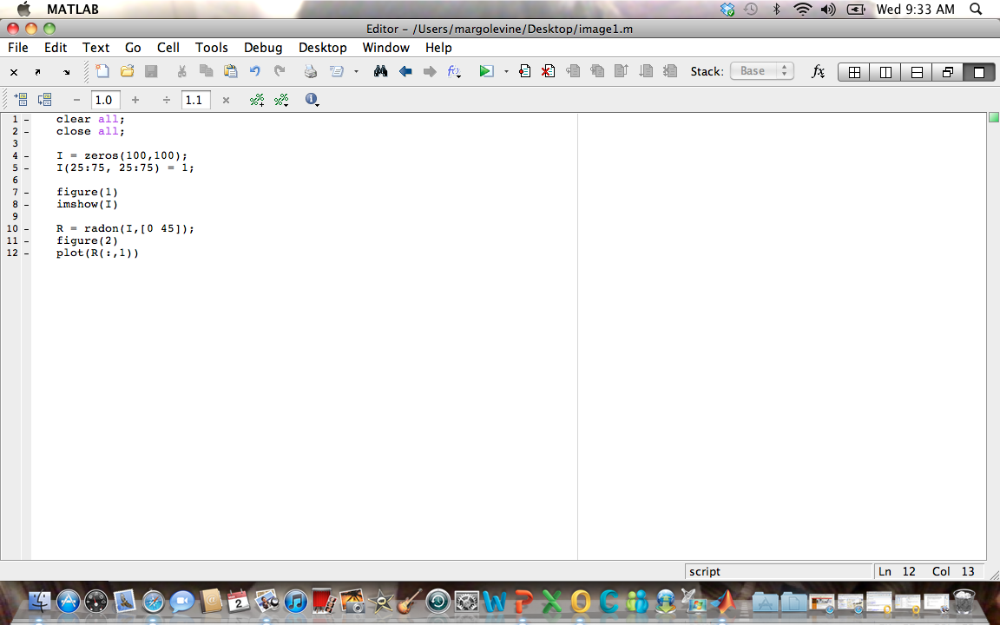 MATLAB Wed 9:33 AM
Editor – /Users/margolevine/Desktop/image1.m
File Edit Text Go Cell Tools Debug Desktop Window Help
Stack: Base fx
− 1.0 + ÷ 1.1 ×
1 – clear all;
2 – close all;
3
4 – I = zeros(100,100);
5 – I(25:75, 25:75) = 1;
6
7 – figure(1)
8 – imshow(I)
9
10 – R = radon(I,[0 45]);
11 – figure(2)
12 – plot(R(:,1))
script Ln 12 Col 13
2 W P X O C